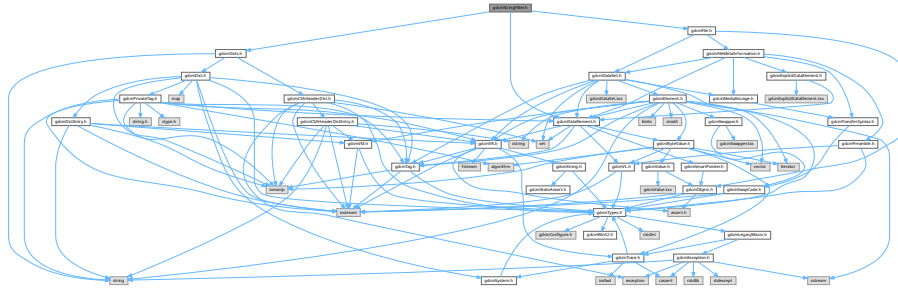 gdcmStringFilter.h
gdcmFile.h
gdcmDicts.h
gdcmFileMetaInformation.h
gdcmDict.h
gdcmDataSet.h
gdcmExplicitDataElement.h
gdcmPrivateTag.h
map
gdcmCSAHeaderDict.h
gdcmDataSet.txx
gdcmElement.h
gdcmMediaStorage.h
gdcmExplicitDataElement.txx
gdcmDictEntry.h
string.h
ctype.h
gdcmCSAHeaderDictEntry.h
gdcmDataElement.h
limits
cmath
gdcmSwapper.h
gdcmTransferSyntax.h
gdcmVM.h
gdcmVR.h
cstring
set
gdcmByteValue.h
gdcmSwapper.txx
gdcmPreamble.h
gdcmTag.h
fstream
algorithm
gdcmString.h
gdcmVL.h
gdcmValue.h
gdcmSmartPointer.h
vector
iterator
iomanip
gdcmStaticAssert.h
gdcmValue.txx
gdcmObject.h
gdcmSwapCode.h
iostream
gdcmTypes.h
assert.h
gdcmConfigure.h
gdcmWin32.h
cstdint
gdcmLegacyMacro.h
gdcmTrace.h
gdcmException.h
string
gdcmSystem.h
iosfwd
exception
cassert
cstdlib
stdexcept
sstream